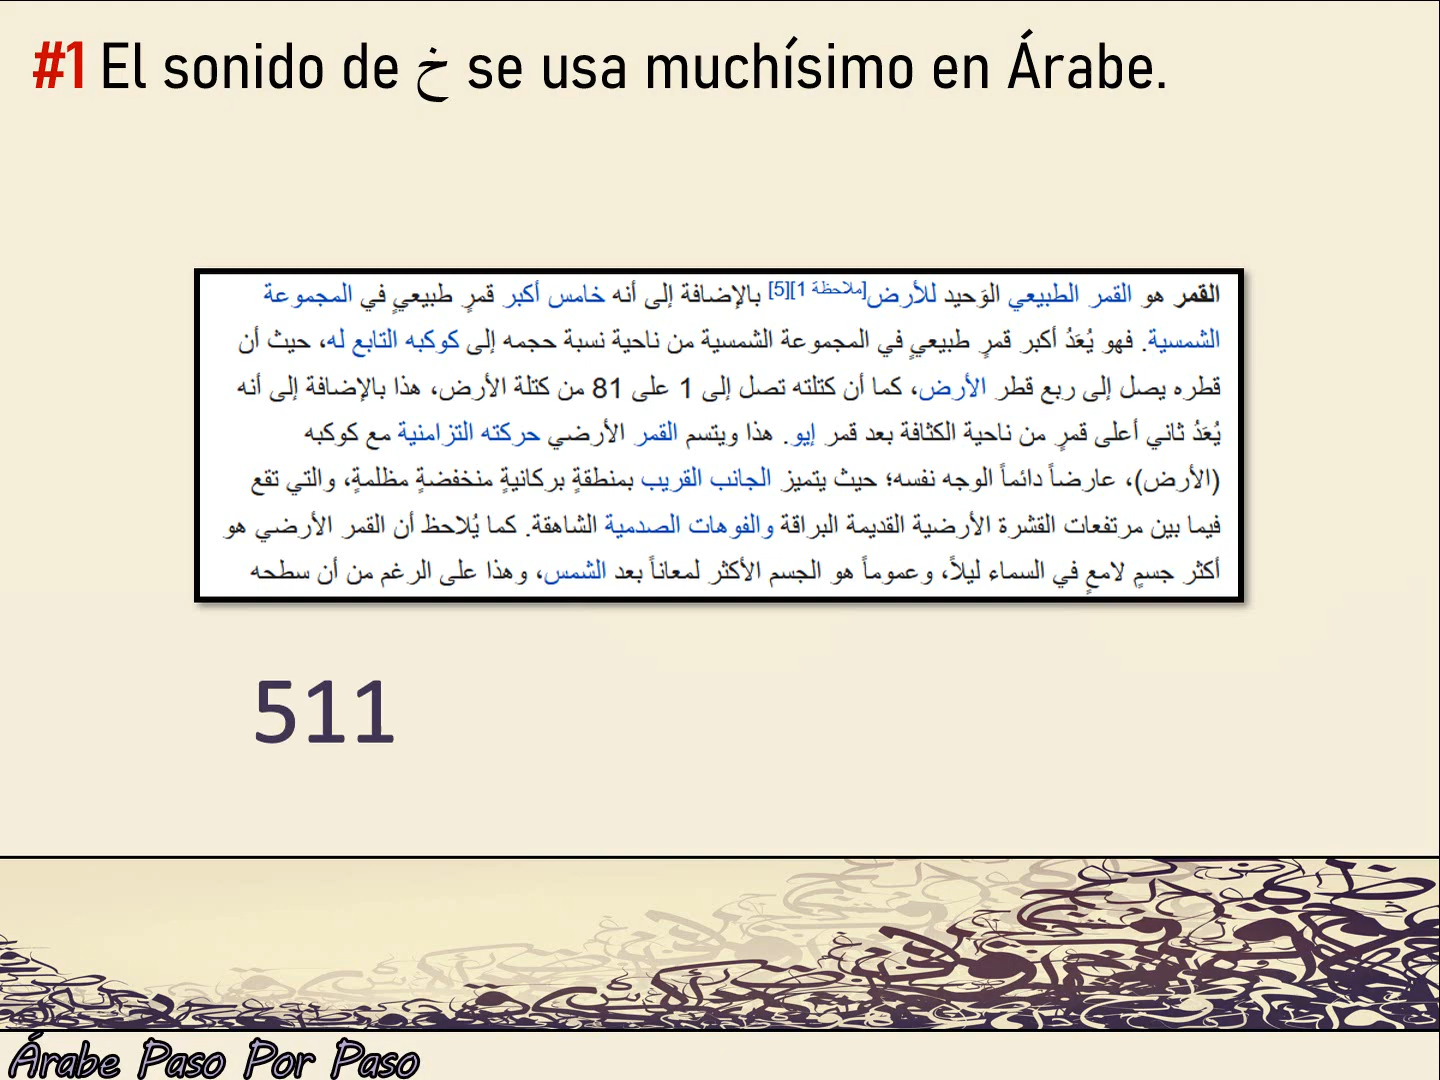 #1 El sonido de خ se usa muchísimo en Árabe.
القمر هو القمر الطبيعي الوَحيد للأرض[ملاحظة 1][5] بالإضافة إلى أنه خامس أكبر قمرٍ طبيعيٍ في المجموعة
الشمسية. فهو يُعَدُ أكبر قمرٍ طبيعيٍ في المجموعة الشمسية من ناحية نسبة حجمه إلى كوكبه التابع له، حيث أن
قطره يصل إلى ربع قطر الأرض، كما أن كتلته تصل إلى 1 على 81 من كتلة الأرض، هذا بالإضافة إلى أنه
يُعَدُ ثاني أعلى قمرٍ من ناحية الكثافة بعد قمر إيو. هذا ويتسم القمر الأرضي حركته التزامنية مع كوكبه
(الأرض)، عارضاً دائماً الوجه نفسه؛ حيث يتميز الجانب القريب بمنطقةٍ بركانيةٍ منخفضةٍ مظلمةٍ، والتي تقع
فيما بين مرتفعات القشرة الأرضية القديمة البراقة والفوهات الصدمية الشاهقة. كما يُلاحظ أن القمر الأرضي هو
أكثر جسمٍ لامعٍ في السماء ليلاً، وعموماً هو الجسم الأكثر لمعاناً بعد الشمس، وهذا على الرغم من أن سطحه
511
Árabe Paso Por Paso